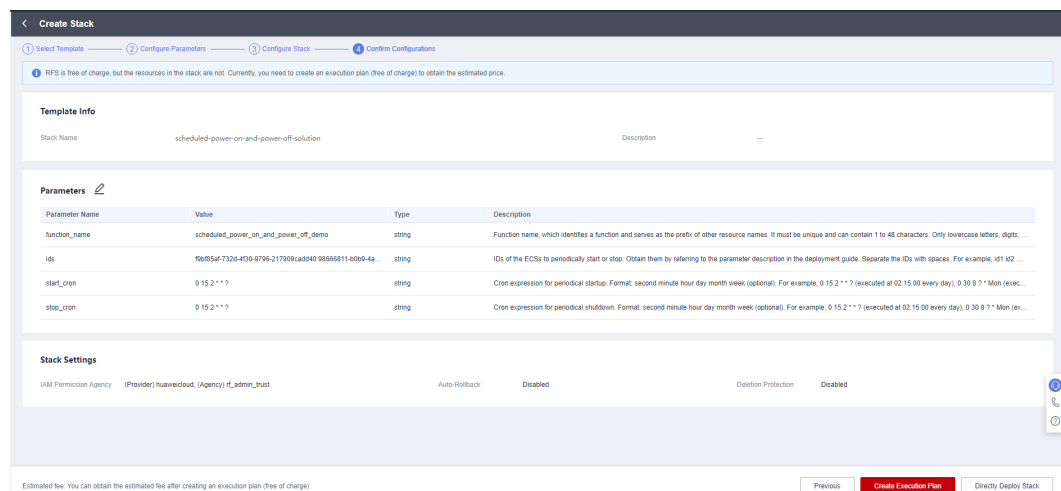 Create Stack
1 Select Template 2 Configure Parameters 3 Configure Stack 4 Confirm Configurations
RFS is free of charge, but the resources in the stack are not. Currently, you need to create an execution plan (free of charge) to obtain the estimated price.
Template Info
Stack Name scheduled-power-on-and-power-off-solution Description --
Parameters
Parameter Name Value Type Description
function_name scheduled_power_on_and_power_off_demo string Function name, which identifies a function and serves as the prefix of other resource names. It must be unique and can contain 1 to 48 characters. Only lowercase letters, digits, ...
ids f9bf85af-732d-4f30-9796-217909cadd40 98666811-b0b9-4a... string IDs of the ECSs to periodically start or stop. Obtain them by referring to the parameter description in the deployment guide. Separate the IDs with spaces. For example, id1 id2 ...
start_cron 0 15 2 * * ? string Cron expression for periodical startup. Format: second minute hour day month week (optional). For example, 0 15 2 * * ? (executed at 02:15:00 every day), 0 30 8 ? * Mon (exec...
stop_cron 0 15 2 * * ? string Cron expression for periodical shutdown. Format: second minute hour day month week (optional). For example, 0 15 2 * * ? (executed at 02:15:00 every day), 0 30 8 ? * Mon (ex...
Stack Settings
IAM Permission Agency (Provider) huaweicloud, (Agency) rf_admin_trust Auto-Rollback Disabled Deletion Protection Disabled
Estimated fee: You can obtain the estimated fee after creating an execution plan (free of charge). Previous Create Execution Plan Directly Deploy Stack